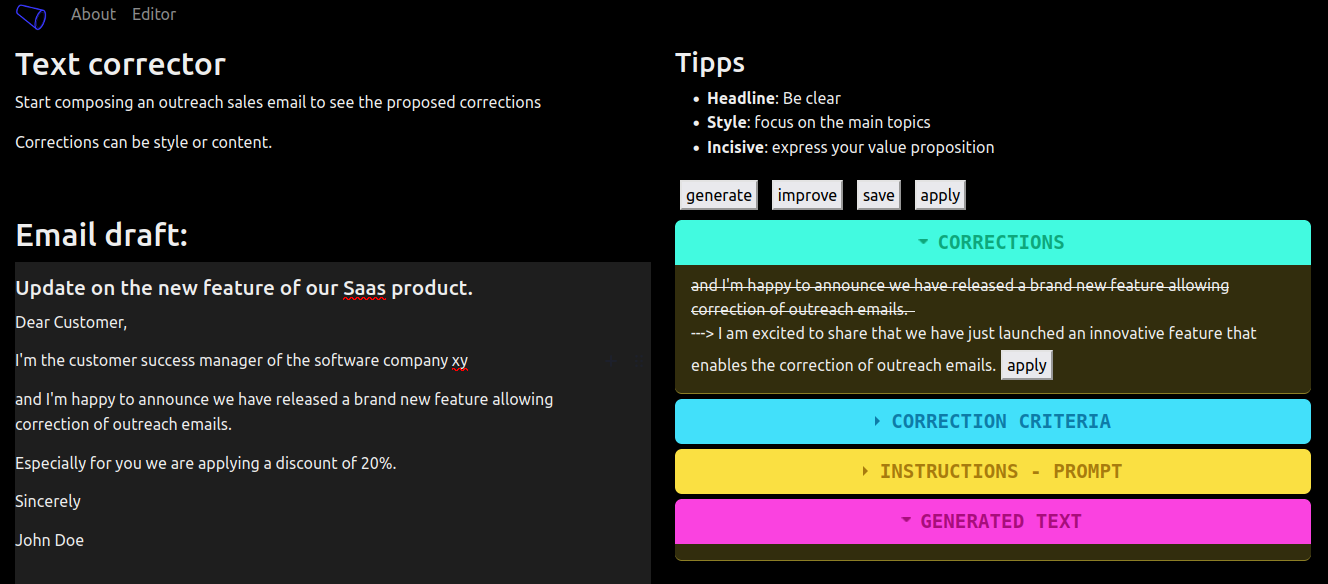 About Editor
Text corrector
Start composing an outreach sales email to see the proposed corrections
Corrections can be style or content.
Email draft:
Update on the new feature of our Saas product.
Dear Customer,
I'm the customer success manager of the software company xy
and I'm happy to announce we have released a brand new feature allowing
correction of outreach emails.
Especially for you we are applying a discount of 20%.
Sincerely
John Doe
Tipps
• Headline: Be clear
• Style: focus on the main topics
• Incisive: express your value proposition
generate improve save apply
CORRECTIONS
and I'm happy to announce we have released a brand new feature allowing
correction of outreach emails.
---> I am excited to share that we have just launched an innovative feature that
enables the correction of outreach emails. apply
CORRECTION CRITERIA
INSTRUCTIONS - PROMPT
GENERATED TEXT